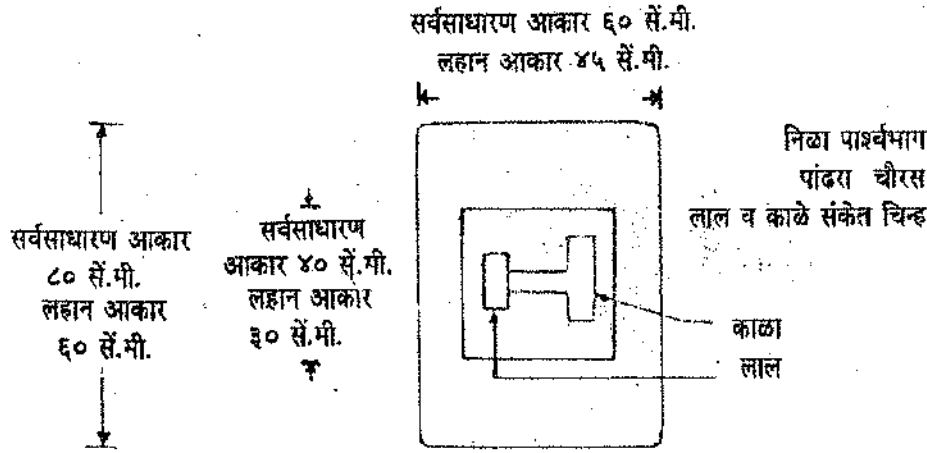 सर्वसाधारण आकार ६० सें.मी.
लहान आकार ४५ सें.मी.
निळा पार्श्वभाग
पांढरा चौरस
लाल व काळे संकेत चिन्ह
सर्वसाधारण आकार
८० सें.मी.
लहान आकार
६० सें.मी.
सर्वसाधारण
आकार ४० सें.मी.
लहान आकार
३० सें.मी.
काळा
लाल